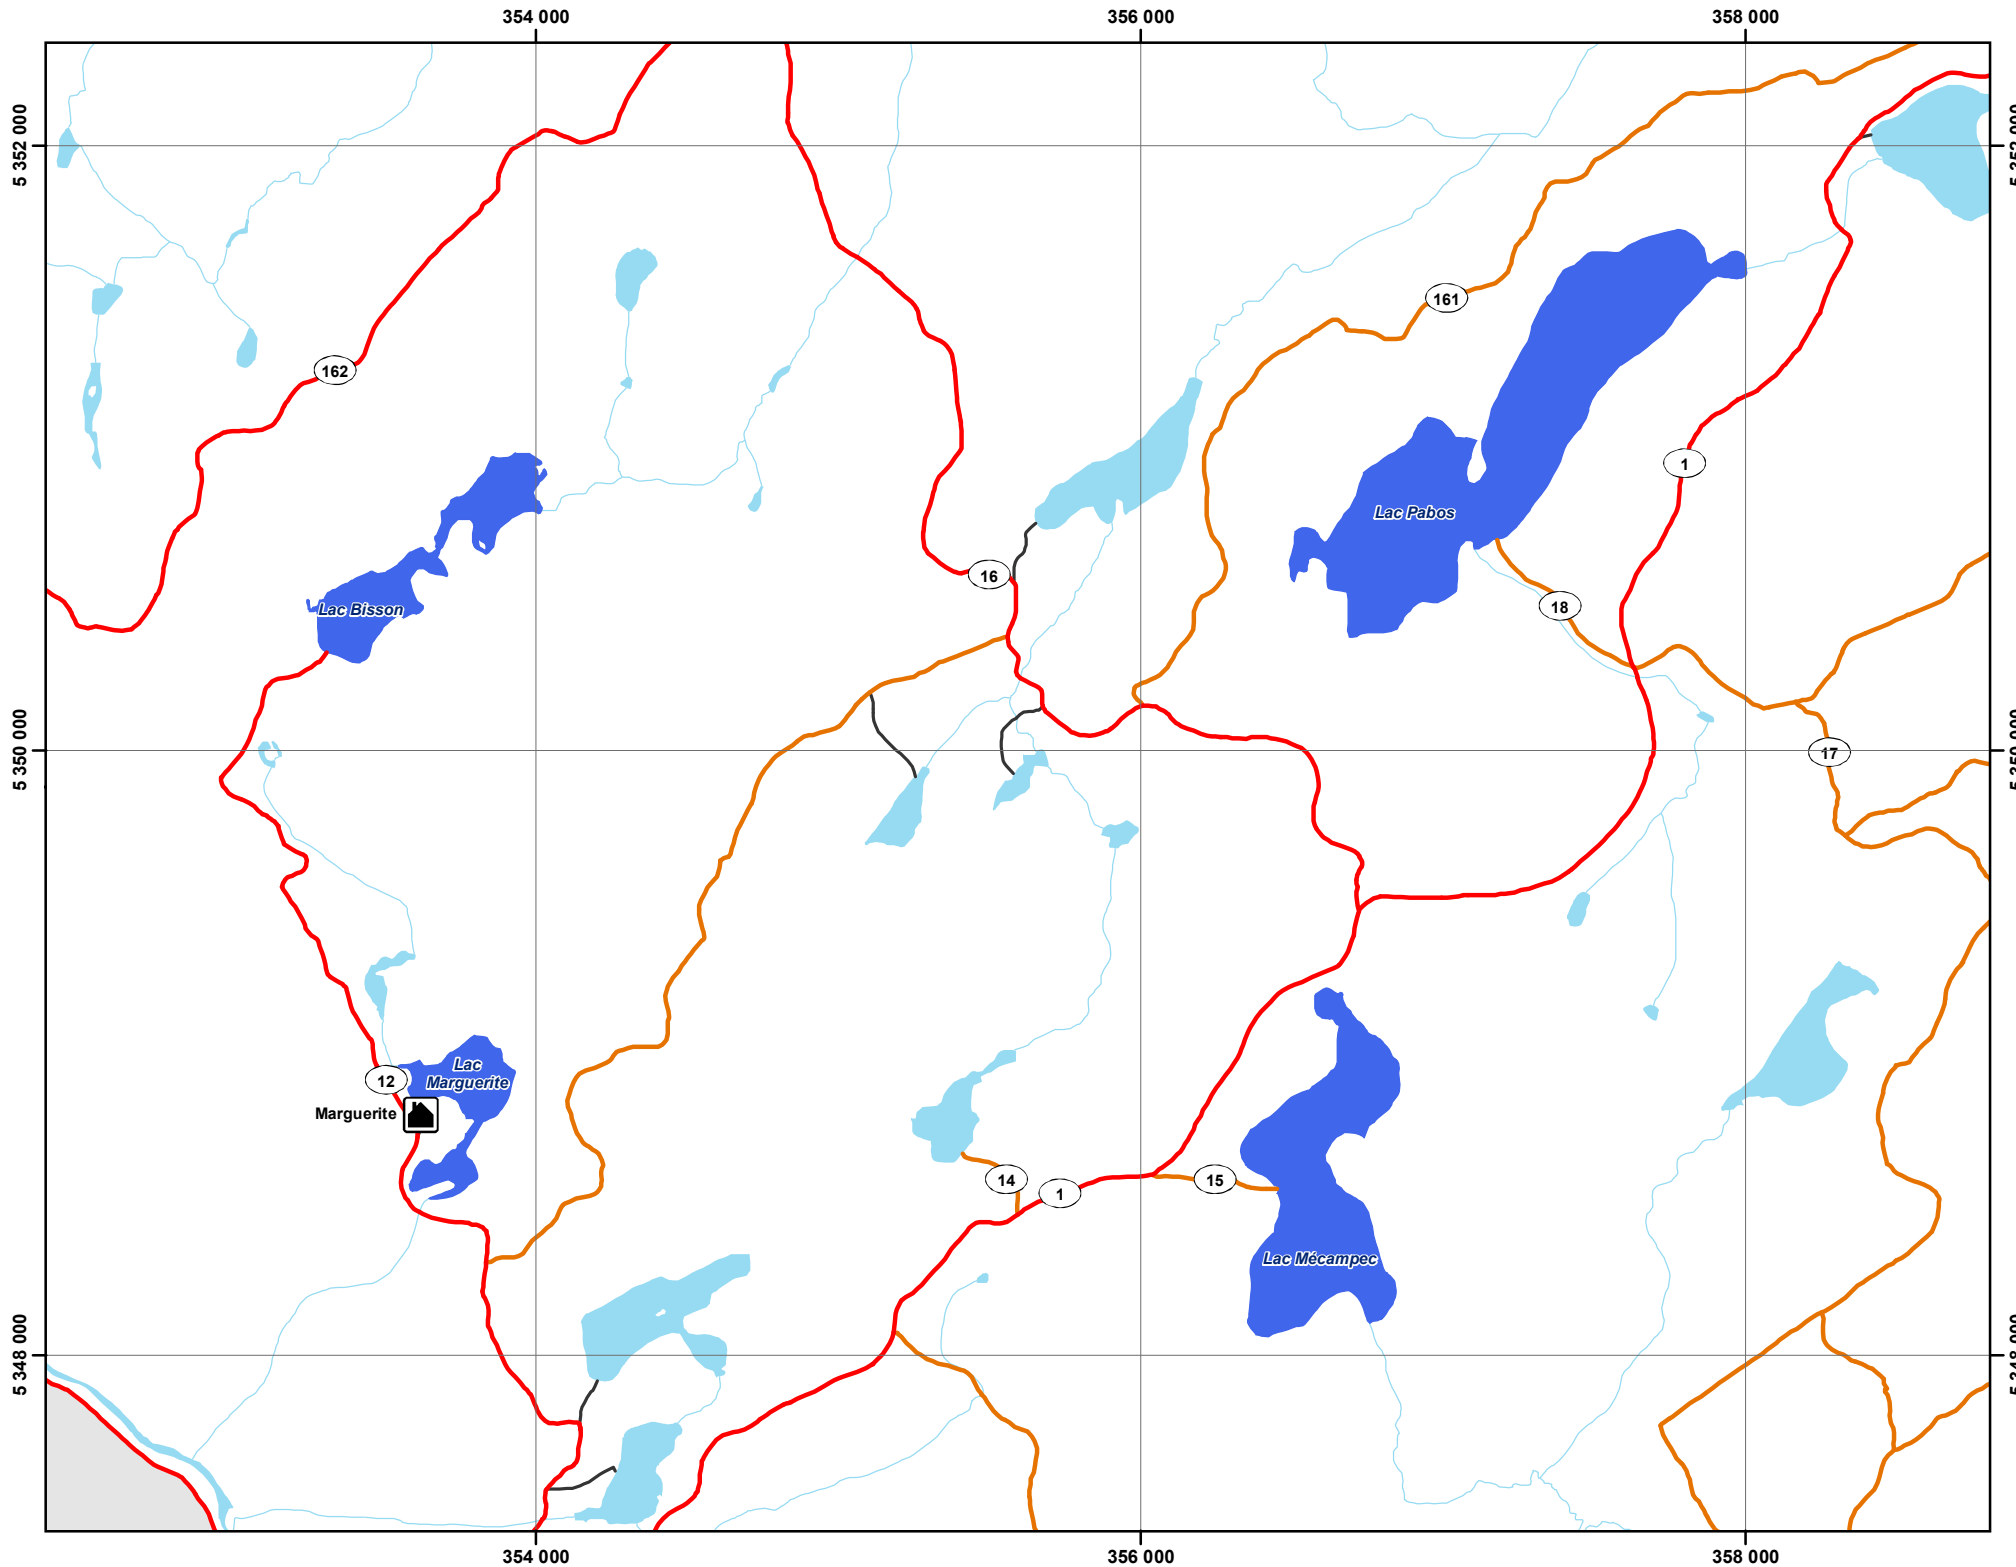 354 000
356 000
358 000
5 352 000
161
162
1
Lac Pabos
16
18
Lac Bisson
5 350 000
17
12
Lac
Marguerite
Marguerite
14
1
15
Lac Mécampec
5 348 000
354 000
356 000
358 000